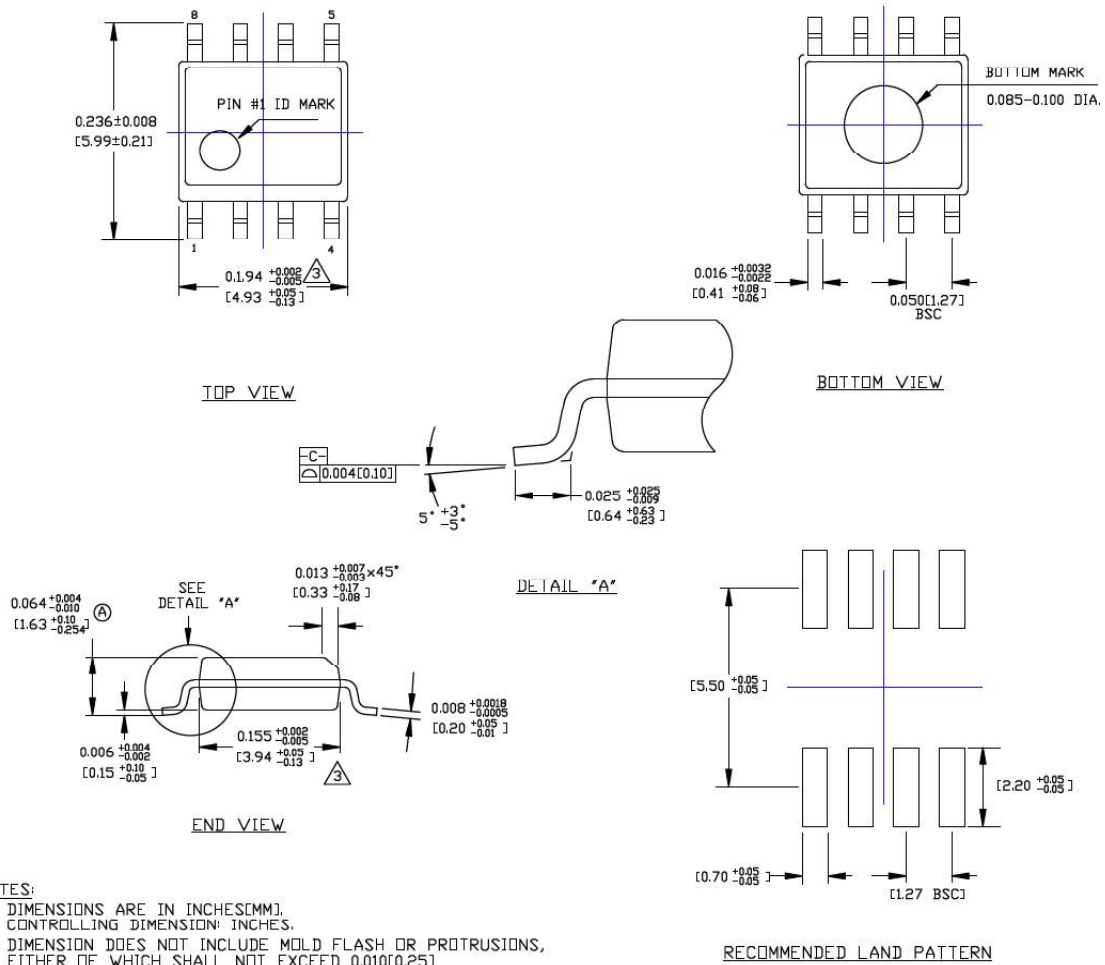 8 5
PIN #1 ID MARK
0.236±0.008
[5.99±0.21]
1 4
0.1.94 +0.002 -0.005 3
[4.93 +0.05 -0.13 ]
TOP VIEW
BOTTOM MARK
0.085-0.100 DIA.
0.016 +0.0032 -0.0022
[0.41 +0.08 -0.06 ]
0.050[1.27]
BSC
BOTTOM VIEW
-C-
0.004[0.10]
5° +3° -5°
0.025 +0.025 -0.009
[0.64 +0.63 -0.23 ]
DETAIL "A"
SEE
DETAIL "A"
0.013 +0.007 -0.003 ×45°
[0.33 +0.17 -0.08 ]
0.064 +0.004 -0.010
[1.63 +0.10 -0.254 ] A
0.006 +0.004 -0.002
[0.15 +0.10 -0.05 ]
0.155 +0.002 -0.005
[3.94 +0.05 -0.13 ]
3
0.008 +0.0018 -0.0005
[0.20 +0.05 -0.01 ]
END VIEW
[5.50 +0.05 -0.05 ]
[2.20 +0.05 -0.05 ]
[0.70 +0.05 -0.05 ]
[1.27 BSC]
RECOMMENDED LAND PATTERN
TES:
DIMENSIONS ARE IN INCHES[MM].
CONTROLLING DIMENSION: INCHES.
DIMENSION DOES NOT INCLUDE MOLD FLASH OR PROTRUSIONS,
EITHER OF WHICH SHALL NOT EXCEED 0.010[0.25]